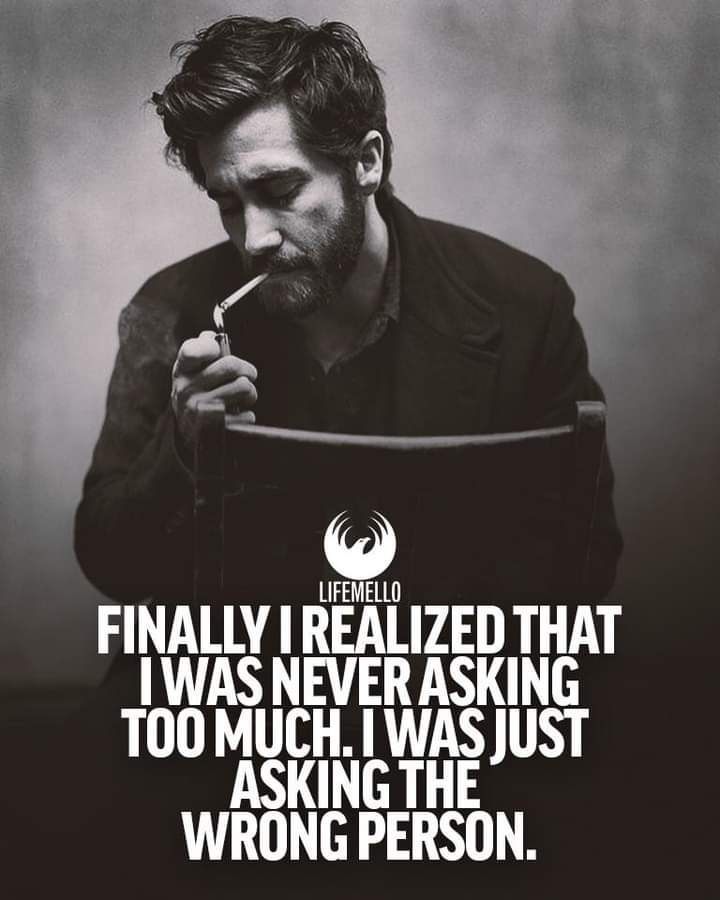 LIFEMELLO
FINALLY I REALIZED THAT
I WAS NEVER ASKING
TOO MUCH. I WAS JUST
ASKING THE
WRONG PERSON.